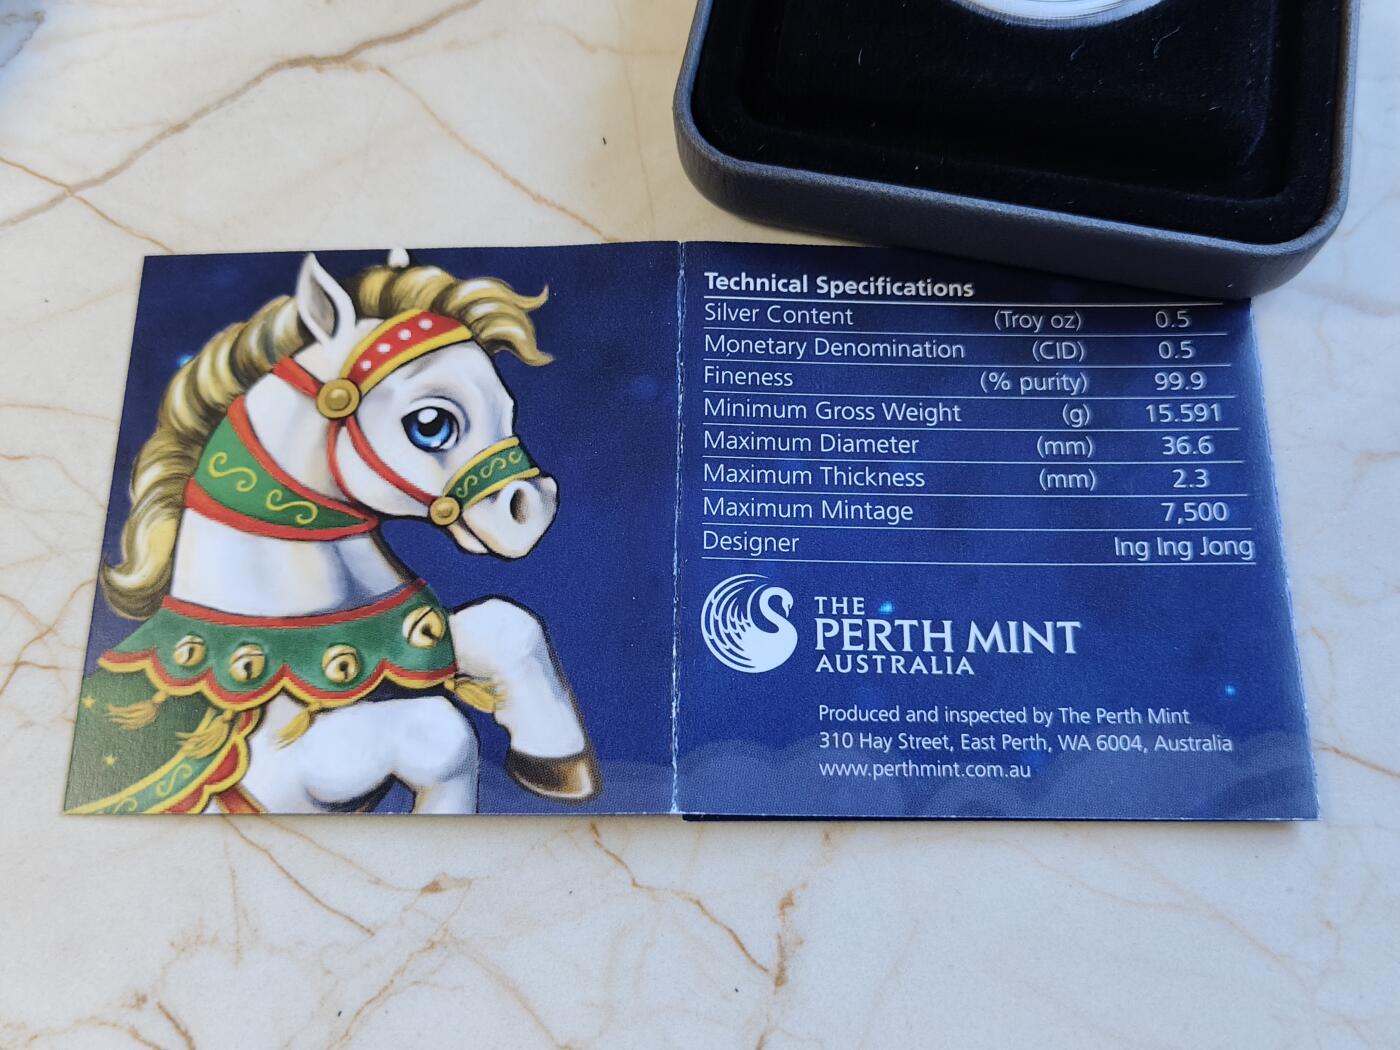 Technical Specifications
Silver Content (Troy oz) 0.5
Monetary Denomination (CID) 0.5
Fineness (% purity) 99.9
Minimum Gross Weight (g) 15.591
Maximum Diameter (mm) 36.6
Maximum Thickness (mm) 2.3
Maximum Mintage 7,500
Designer Ing Ing Jong
THE
PERTH MINT
AUSTRALIA
Produced and inspected by The Perth Mint
310 Hay Street, East Perth, WA 6004, Australia
www.perthmint.com.au